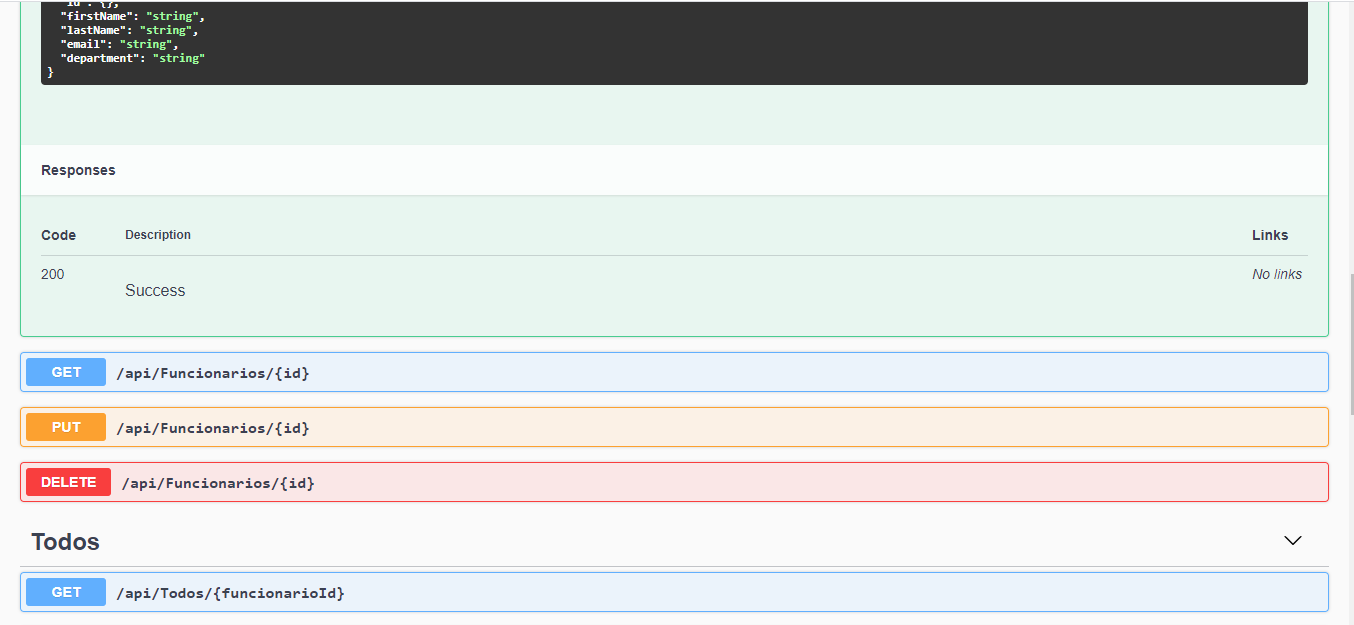 "id": {},
"firstName": "string",
"lastName": "string",
"email": "string",
"department": "string"
}
Responses
Code Description Links
200 Success No links
GET /api/Funcionarios/{id}
PUT /api/Funcionarios/{id}
DELETE /api/Funcionarios/{id}
Todos
GET /api/Todos/{funcionarioId}